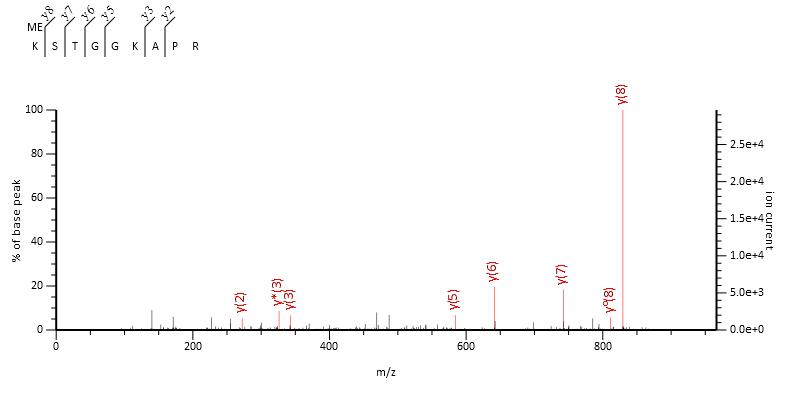 y8 y7 y6 y5 y3 y2
ME
K S T G G K A P R
y(8)
y(6)
y*(3)
y(2)
y(3)
y(5)
y(7)
y⁰(8)
100
80
60
40
20
0
% of base peak
2.5e+4
2.0e+4
1.5e+4
1.0e+4
5.0e+3
0.0e+0
ion current
0 200 400 600 800
m/z